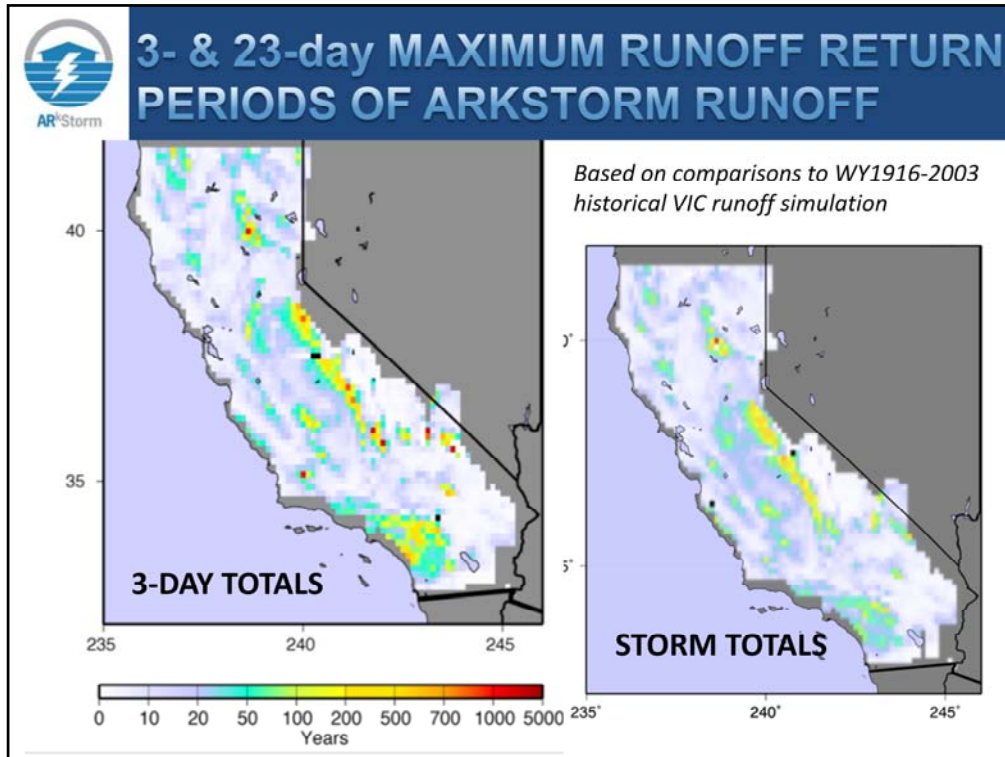 ARkStorm
3- & 23-day MAXIMUM RUNOFF RETURN
PERIODS OF ARKSTORM RUNOFF
Based on comparisons to WY1916-2003
historical VIC runoff simulation
40
35
3-DAY TOTALS
235
240
245
0 10 20 50 100 200 500 700 1000 5000
Years
0°
5°
STORM TOTALS
235°
240°
245°